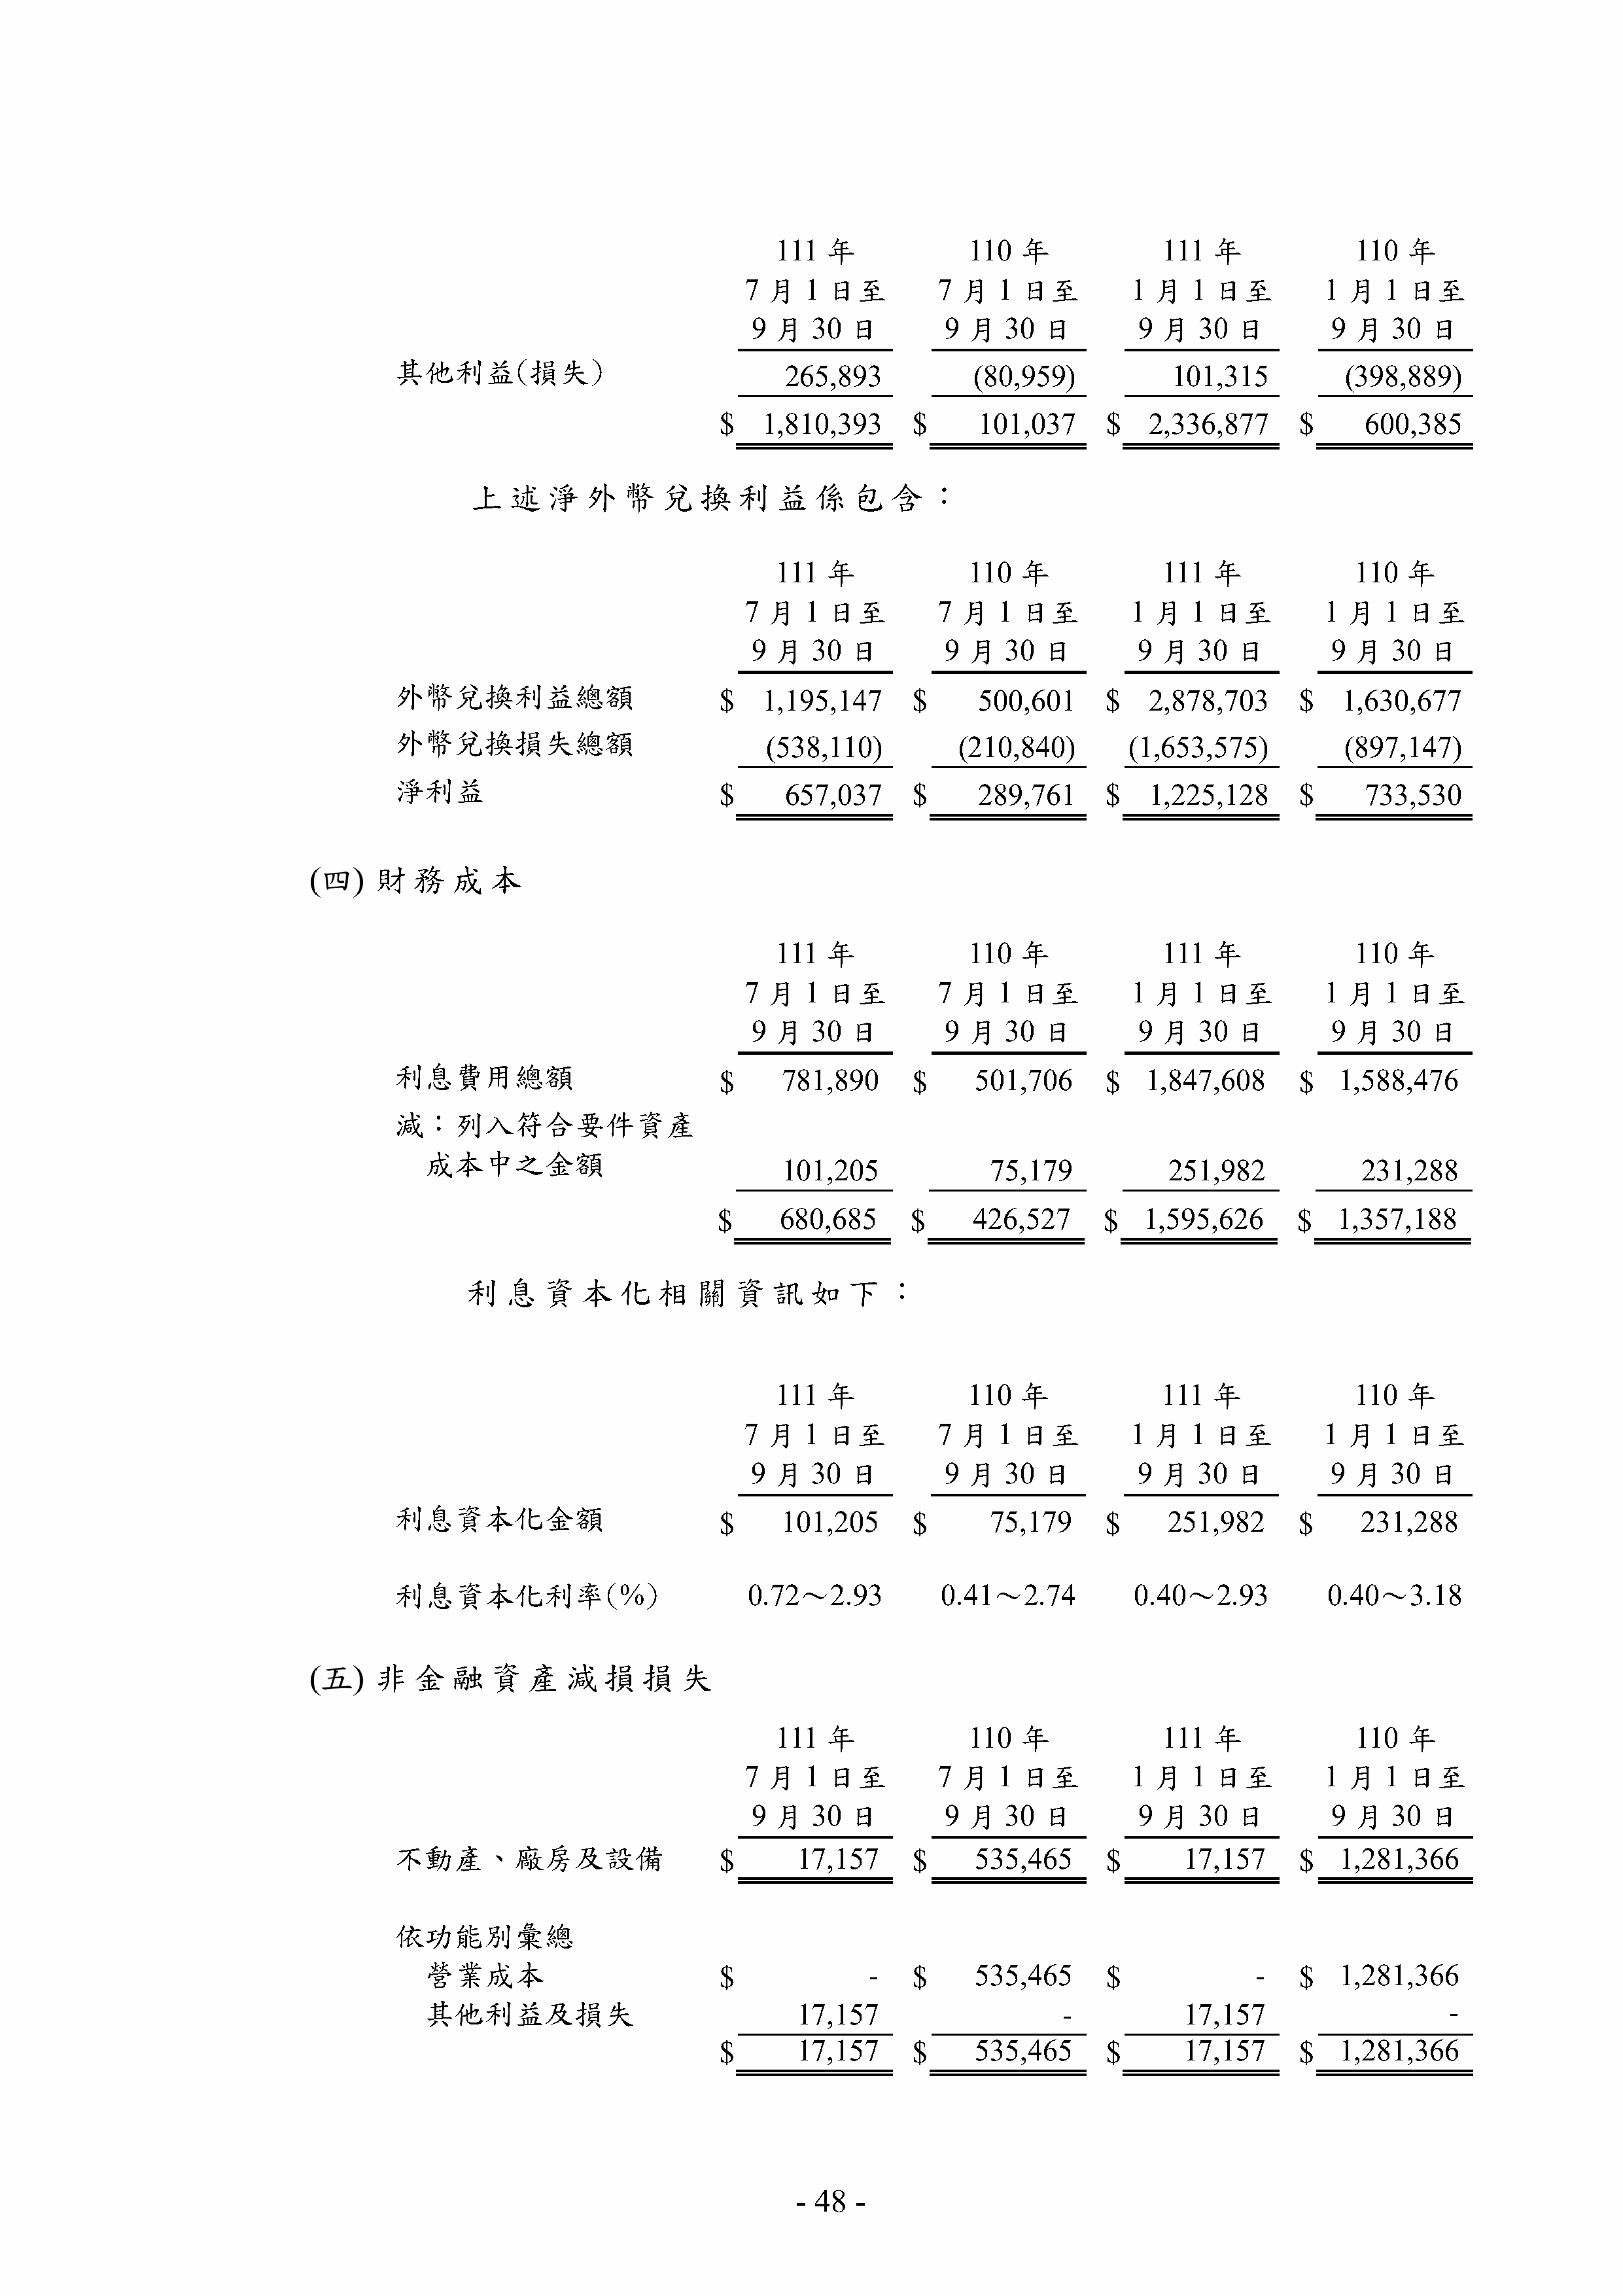 111 年 110 年 111 年 110 年
7 月 1 日至 7 月 1 日至 1 月 1 日至 1 月 1 日至
9 月 30 日 9 月 30 日 9 月 30 日 9 月 30 日
其他利益(損失) 265,893 (80,959) 101,315 (398,889)
$ 1,810,393 $ 101,037 $ 2,336,877 $ 600,385
上述淨外幣兌換利益係包含：
111 年 110 年 111 年 110 年
7 月 1 日至 7 月 1 日至 1 月 1 日至 1 月 1 日至
9 月 30 日 9 月 30 日 9 月 30 日 9 月 30 日
外幣兌換利益總額 $ 1,195,147 $ 500,601 $ 2,878,703 $ 1,630,677
外幣兌換損失總額 (538,110) (210,840) (1,653,575) (897,147)
淨利益 $ 657,037 $ 289,761 $ 1,225,128 $ 733,530
(四) 財務成本
111 年 110 年 111 年 110 年
7 月 1 日至 7 月 1 日至 1 月 1 日至 1 月 1 日至
9 月 30 日 9 月 30 日 9 月 30 日 9 月 30 日
利息費用總額 $ 781,890 $ 501,706 $ 1,847,608 $ 1,588,476
減：列入符合要件資產
成本中之金額 101,205 75,179 251,982 231,288
$ 680,685 $ 426,527 $ 1,595,626 $ 1,357,188
利息資本化相關資訊如下：
111 年 110 年 111 年 110 年
7 月 1 日至 7 月 1 日至 1 月 1 日至 1 月 1 日至
9 月 30 日 9 月 30 日 9 月 30 日 9 月 30 日
利息資本化金額 $ 101,205 $ 75,179 $ 251,982 $ 231,288
利息資本化利率(%) 0.72～2.93 0.41～2.74 0.40～2.93 0.40～3.18
(五) 非金融資產減損損失
111 年 110 年 111 年 110 年
7 月 1 日至 7 月 1 日至 1 月 1 日至 1 月 1 日至
9 月 30 日 9 月 30 日 9 月 30 日 9 月 30 日
不動產、廠房及設備 $ 17,157 $ 535,465 $ 17,157 $ 1,281,366
依功能別彙總
營業成本 $ - $ 535,465 $ - $ 1,281,366
其他利益及損失 17,157 - 17,157 -
$ 17,157 $ 535,465 $ 17,157 $ 1,281,366
- 48 -